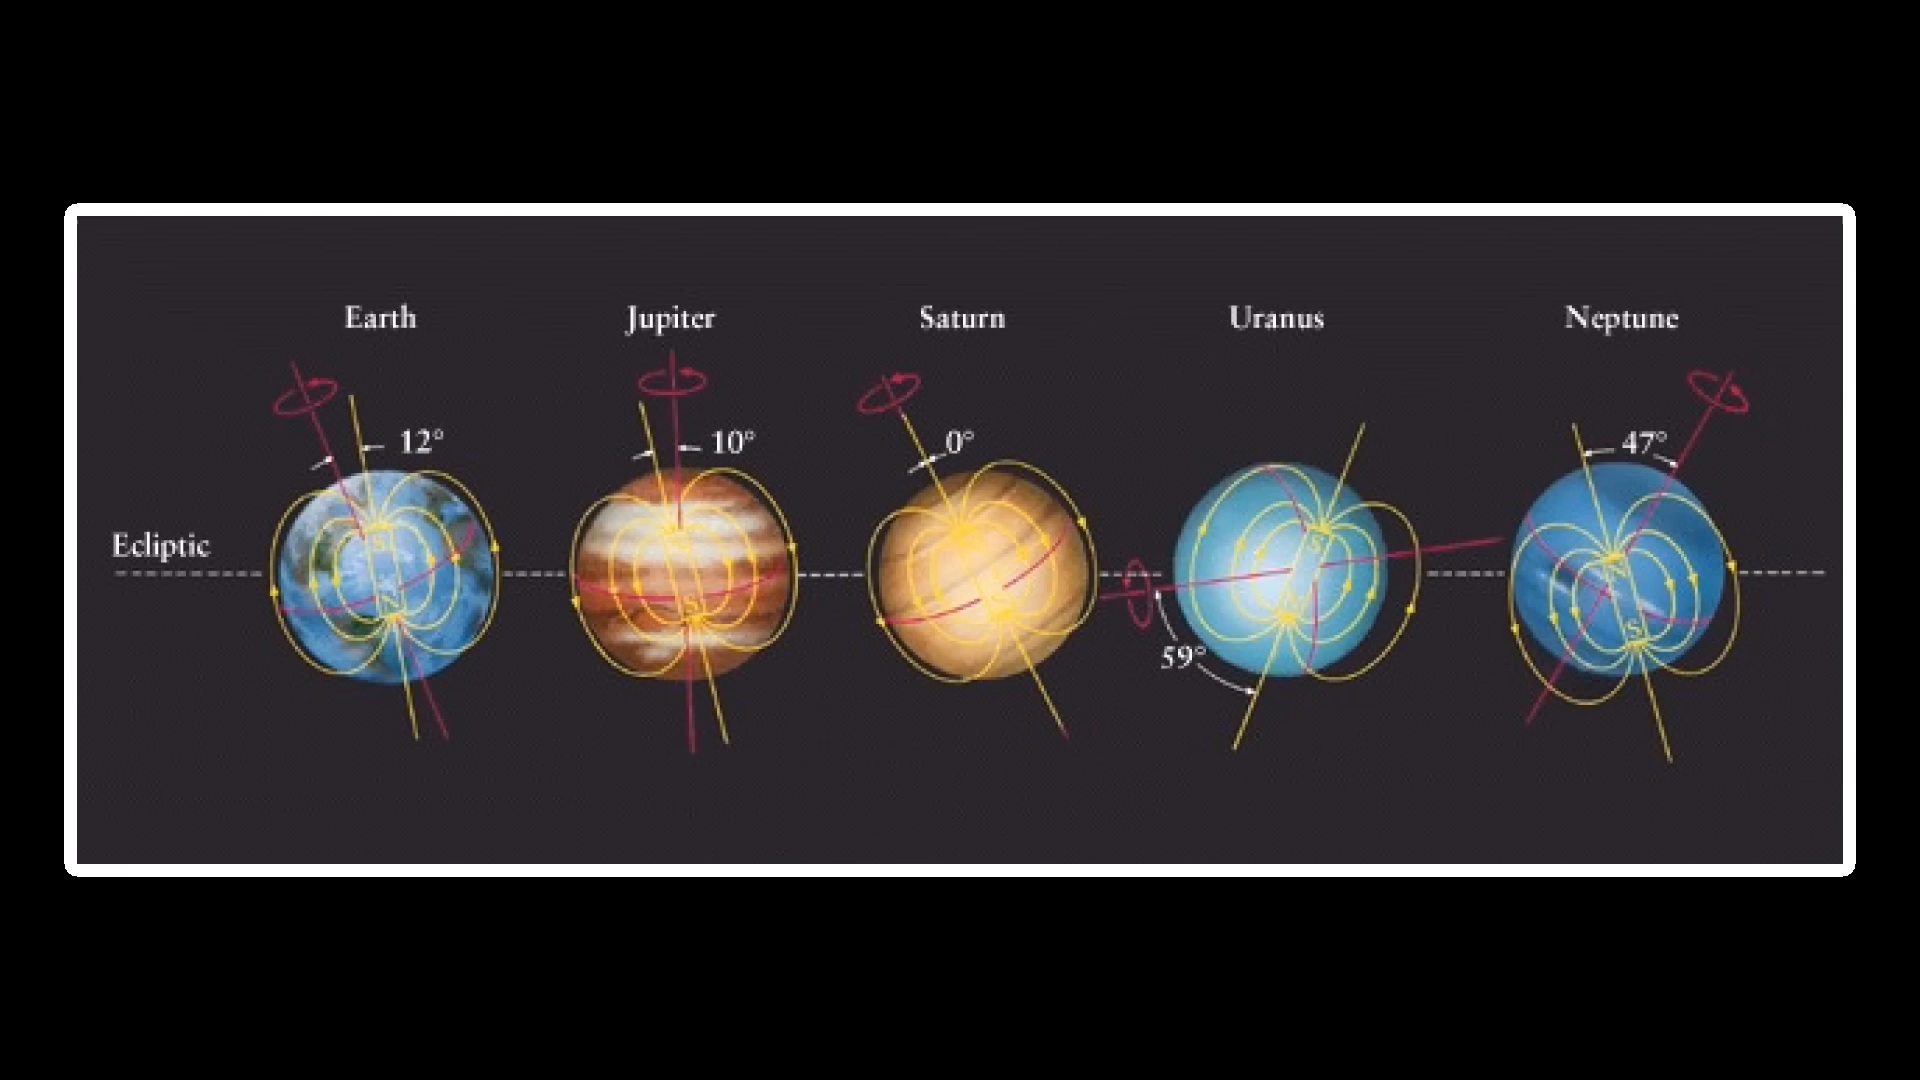 Earth
Jupiter
Saturn
Uranus
Neptune
12°
10°
0°
47°
Ecliptic
59°
S
N
S
S
N
S